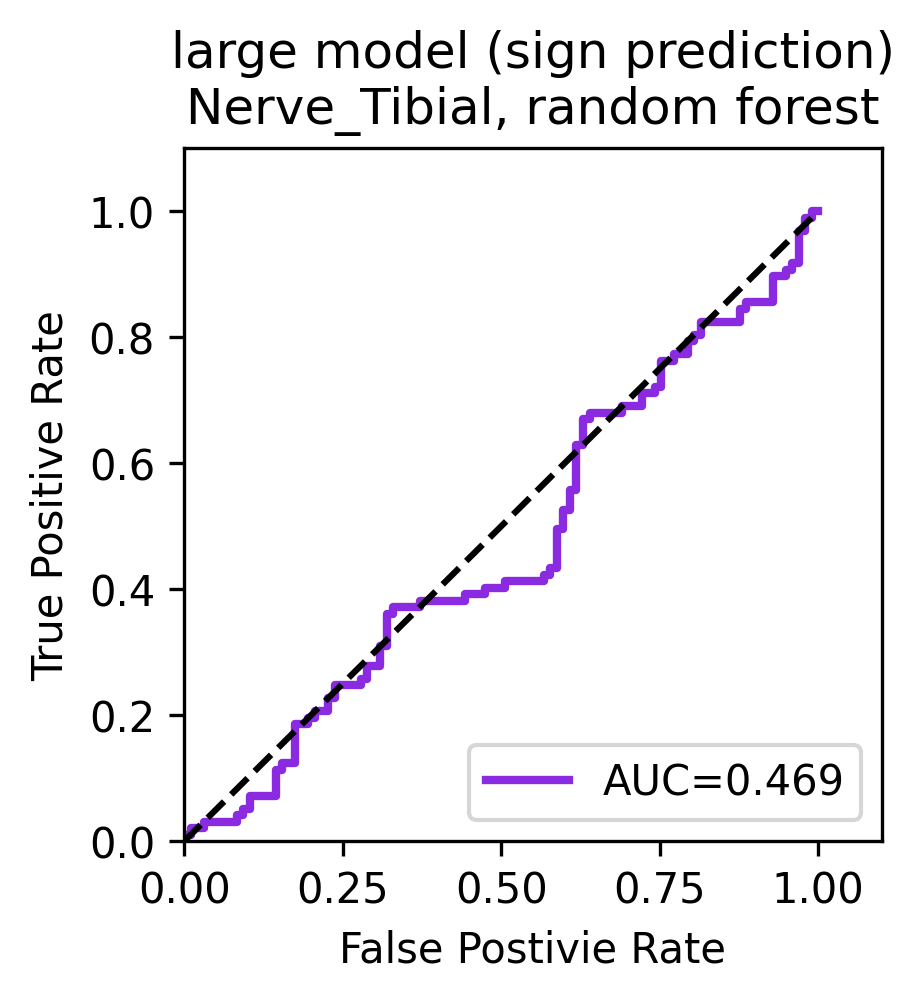 large model (sign prediction)
Nerve_Tibial, random forest
True Positive Rate
1.0
0.8
0.6
0.4
0.2
0.0
AUC=0.469
0.00 0.25 0.50 0.75 1.00
False Postivie Rate